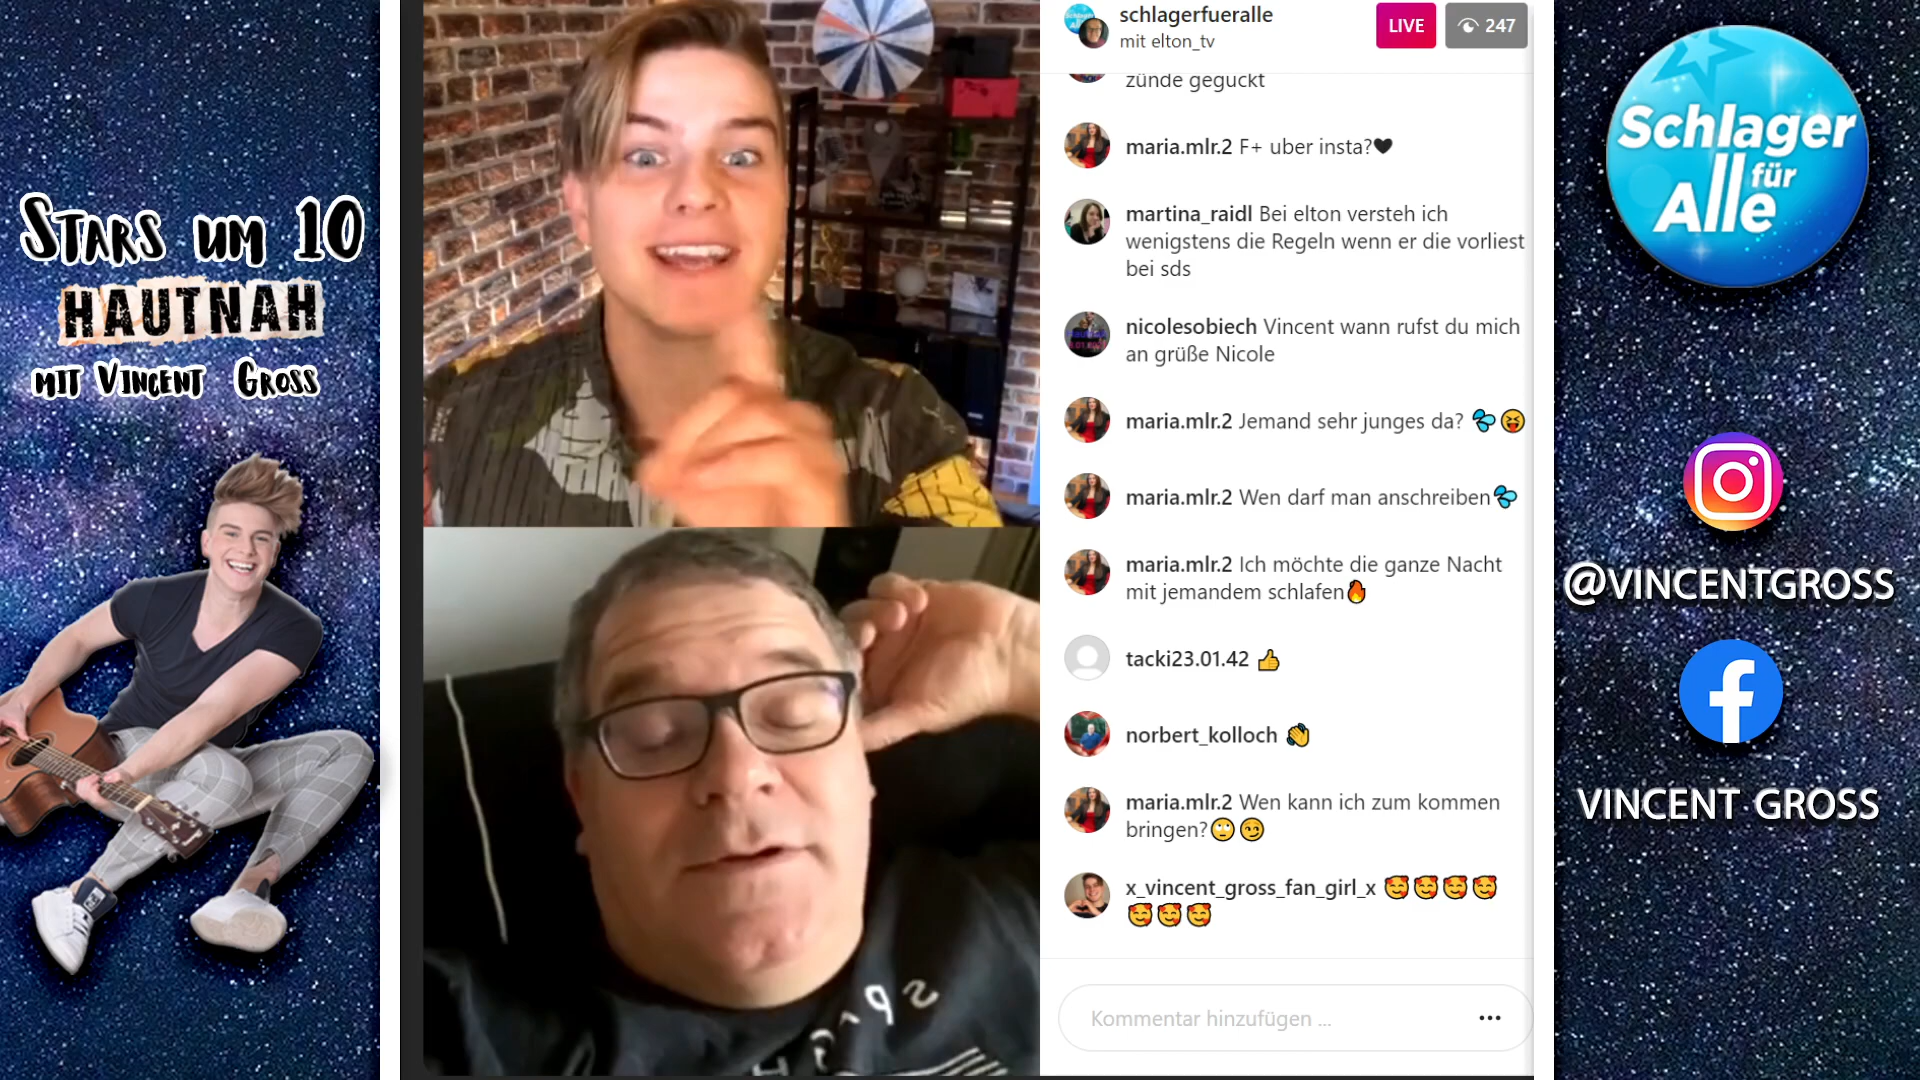 STARS UM 10
HAUTNAH
MIT VINCENT GROSS
schlagerfueralle
mit elton_tv
LIVE
247
zünde geguckt
maria.mlr.2 F+ uber insta?🖤
martina_raidl Bei elton versteh ich
wenigstens die Regeln wenn er die vorliest
bei sds
nicolesobiech Vincent wann rufst du mich
an grüße Nicole
maria.mlr.2 Jemand sehr junges da? 💦😝
maria.mlr.2 Wen darf man anschreiben💦
maria.mlr.2 Ich möchte die ganze Nacht
mit jemandem schlafen🔥
tacki23.01.42 👍
norbert_kolloch 👏
maria.mlr.2 Wen kann ich zum kommen
bringen?🙄😏
x_vincent_gross_fan_girl_x 🥰🥰🥰🥰
🥰🥰🥰
Kommentar hinzufügen ...
Schlager
für
Alle
@VINCENTGROSS
VINCENT GROSS